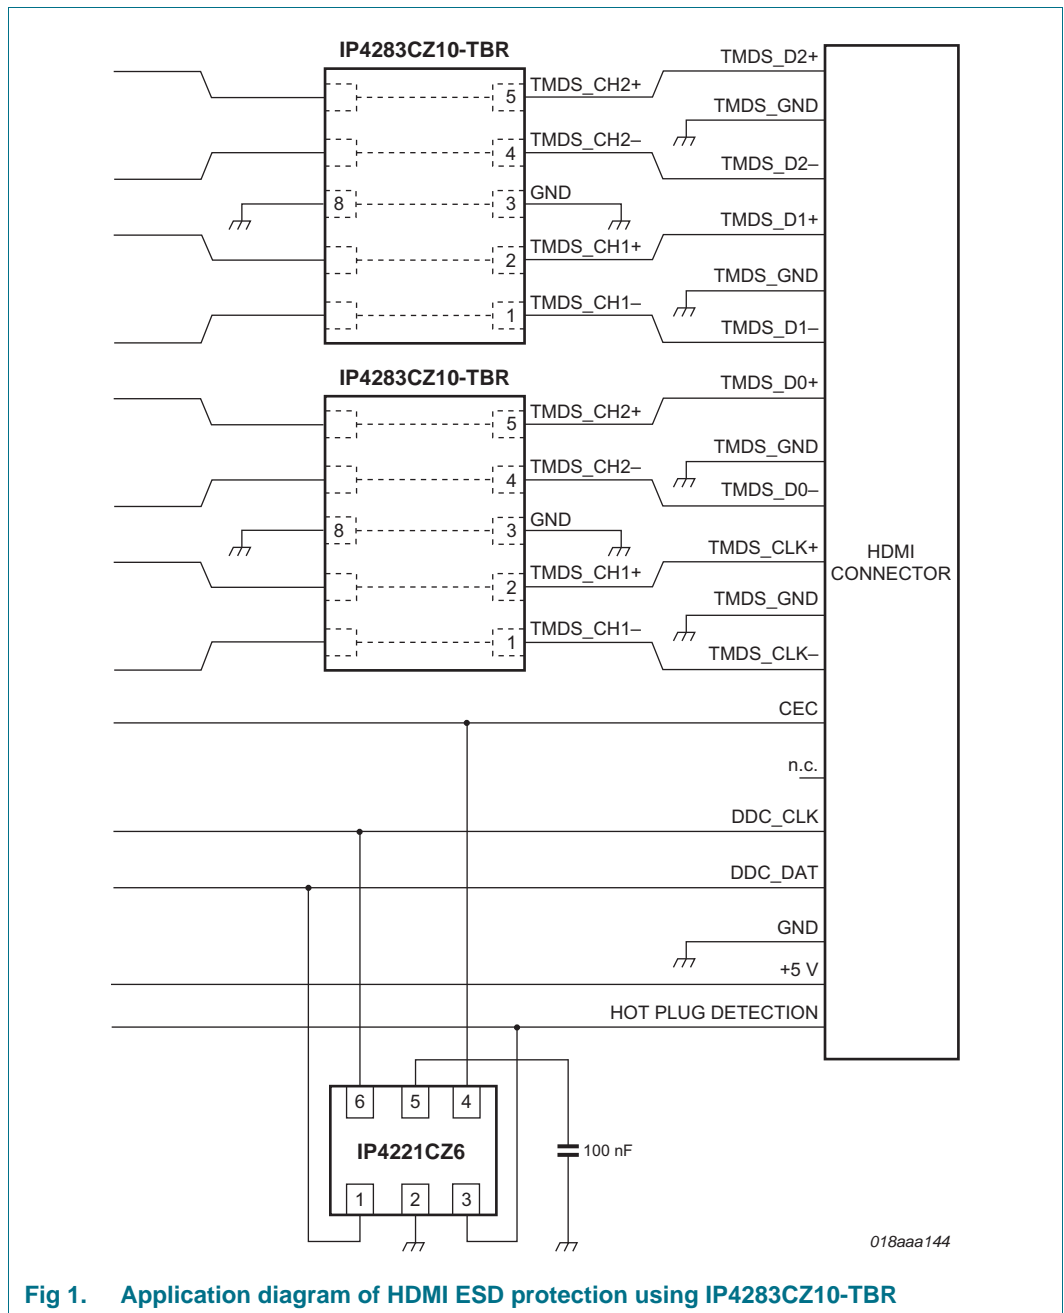 IP4283CZ10-TBR
TMDS_D2+
TMDS_CH2+
5
TMDS_GND
TMDS_CH2–
4
TMDS_D2–
8
3
GND
TMDS_D1+
TMDS_CH1+
2
TMDS_GND
TMDS_CH1–
1
TMDS_D1–
IP4283CZ10-TBR
TMDS_D0+
TMDS_CH2+
5
TMDS_GND
TMDS_CH2–
4
TMDS_D0–
8
3
GND
TMDS_CLK+
HDMI
CONNECTOR
TMDS_CH1+
2
TMDS_GND
TMDS_CH1–
1
TMDS_CLK–
CEC
n.c.
DDC_CLK
DDC_DAT
GND
+5 V
HOT PLUG DETECTION
6
5
4
IP4221CZ6
100 nF
1
2
3
018aaa144
Fig 1. Application diagram of HDMI ESD protection using IP4283CZ10-TBR